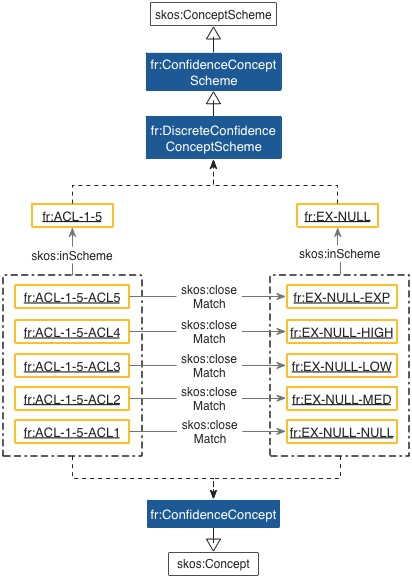 skos:ConceptScheme
fr:ConfidenceConcept
Scheme
fr:DiscreteConfidence
ConceptScheme
fr:ACL-1-5
fr:EX-NULL
skos:inScheme
skos:inScheme
fr:ACL-1-5-ACL5
skos:close
Match
fr:EX-NULL-EXP
fr:ACL-1-5-ACL4
skos:close
Match
fr:EX-NULL-HIGH
fr:ACL-1-5-ACL3
skos:close
Match
fr:EX-NULL-LOW
fr:ACL-1-5-ACL2
skos:close
Match
fr:EX-NULL-MED
fr:ACL-1-5-ACL1
skos:close
Match
fr:EX-NULL-NULL
fr:ConfidenceConcept
skos:Concept